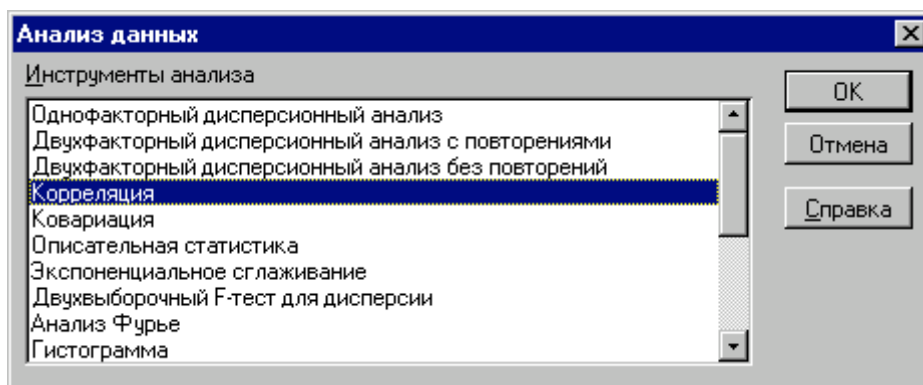 Анализ данных
Инструменты анализа
Однофакторный дисперсионный анализ
Двухфакторный дисперсионный анализ с повторениями
Двухфакторный дисперсионный анализ без повторений
Корреляция
Ковариация
Описательная статистика
Экспоненциальное сглаживание
Двухвыборочный F-тест для дисперсии
Анализ Фурье
Гистограмма
OK
Отмена
Справка